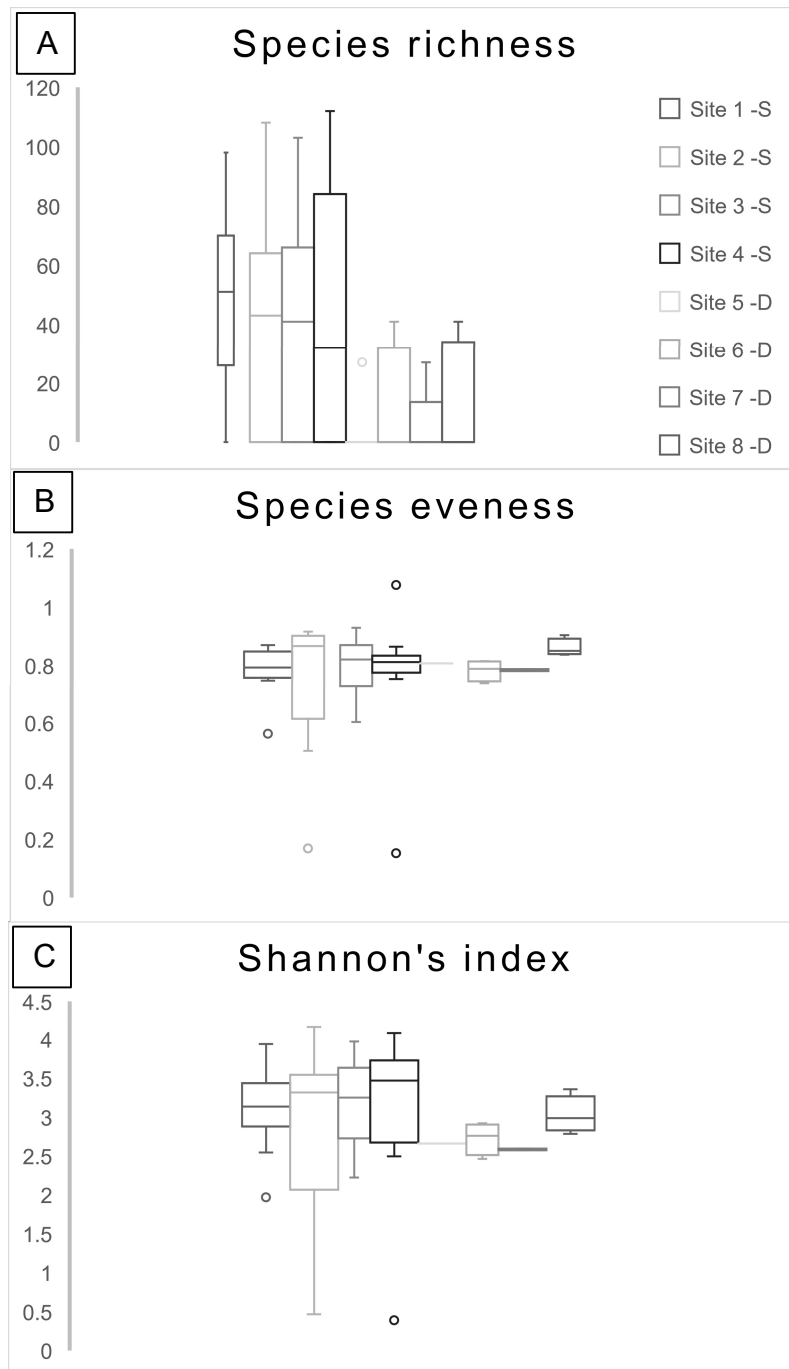 A
Species richness
120
100
80
60
40
20
0
Site 1 -S
Site 2 -S
Site 3 -S
Site 4 -S
Site 5 -D
Site 6 -D
Site 7 -D
Site 8 -D
B
Species eveness
1.2
1
0.8
0.6
0.4
0.2
0
C
Shannon's index
4.5
4
3.5
3
2.5
2
1.5
1
0.5
0